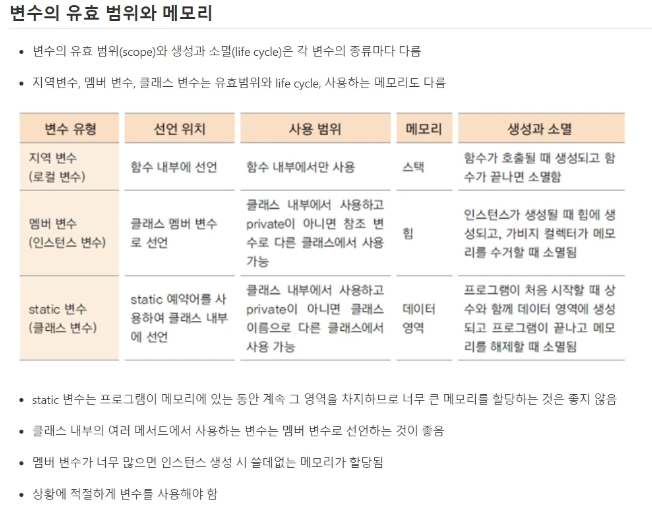 변수의 유효 범위와 메모리
변수의 유효 범위(scope)와 생성과 소멸(life cycle)은 각 변수의 종류마다 다름
지역변수, 멤버 변수, 클래스 변수는 유효범위와 life cycle, 사용하는 메모리도 다름
변수 유형 선언 위치 사용 범위 메모리 생성과 소멸
지역 변수
(로컬 변수)
함수 내부에 선언
함수 내부에서만 사용
스택
함수가 호출될 때 생성되고 함
수가 끝나면 소멸함
멤버 변수
(인스턴스 변수)
클래스 멤버 변수
로 선언
클래스 내부에서 사용하고
private이 아니면 참조 변
수로 다른 클래스에서 사용
가능
힙
인스턴스가 생성될 때 힙에 생
성되고, 가비지 컬렉터가 메모
리를 수거할 때 소멸됨
static 변수
(클래스 변수)
static 예약어를 사
용하여 클래스 내부
에 선언
클래스 내부에서 사용하고
private이 아니면 클래스
이름으로 다른 클래스에서
사용 가능
데이터
영역
프로그램이 처음 시작할 때 상
수와 함께 데이터 영역에 생성
되고 프로그램이 끝나고 메모
리를 해제할 때 소멸됨
static 변수는 프로그램이 메모리에 있는 동안 계속 그 영역을 차지하므로 너무 큰 메모리를 할당하는 것은 좋지 않음
클래스 내부의 여러 메서드에서 사용하는 변수는 멤버 변수로 선언하는 것이 좋음
멤버 변수가 너무 많으면 인스턴스 생성 시 쓸데없는 메모리가 할당됨
상황에 적절하게 변수를 사용해야 함